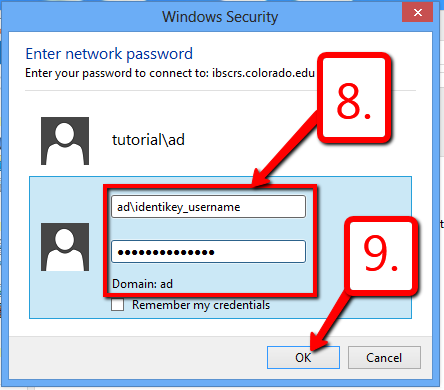 Windows Security
Enter network password
Enter your password to connect to: ibscrs.colorado.edu
8.
tutorial\ad
ad\identikey_username
●●●●●●●●●●●●●●
Domain: ad
9.
Remember my credentials
OK
Cancel